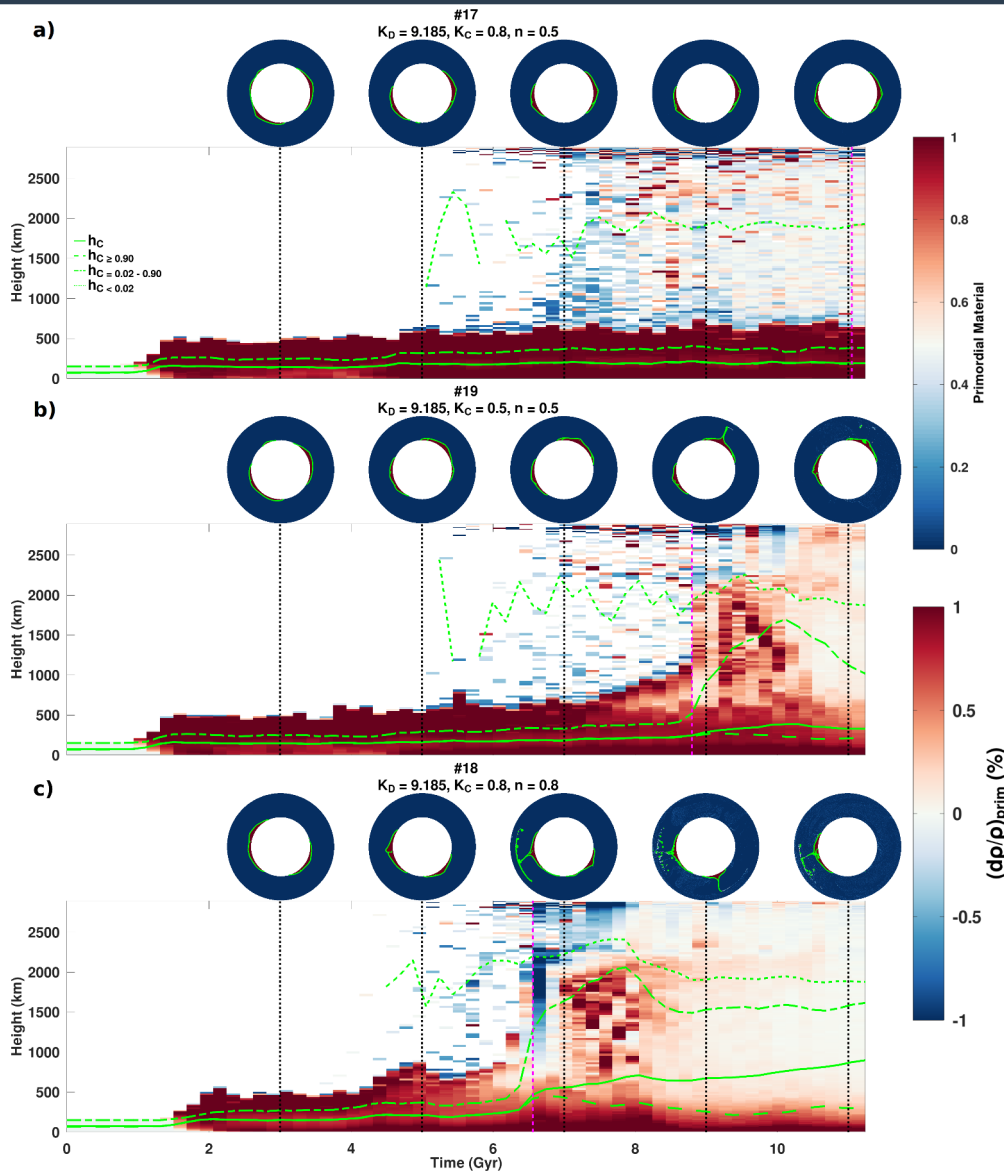 #17
a)
K_D = 9.185, K_C = 0.8, n = 0.5
2500
2000
1500
1000
500
0
Height (km)
h_C
h_C ≥ 0.90
h_C = 0.02 - 0.90
h_C < 0.02
1
0.8
0.6
0.4
0.2
0
Primordial Material
#19
b)
K_D = 9.185, K_C = 0.5, n = 0.5
2500
2000
1500
1000
500
0
Height (km)
1
0.5
0
-0.5
-1
(dρ/ρ)prim (%)
#18
c)
K_D = 9.185, K_C = 0.8, n = 0.8
2500
2000
1500
1000
500
0
Height (km)
0 2 4 6 8 10
Time (Gyr)